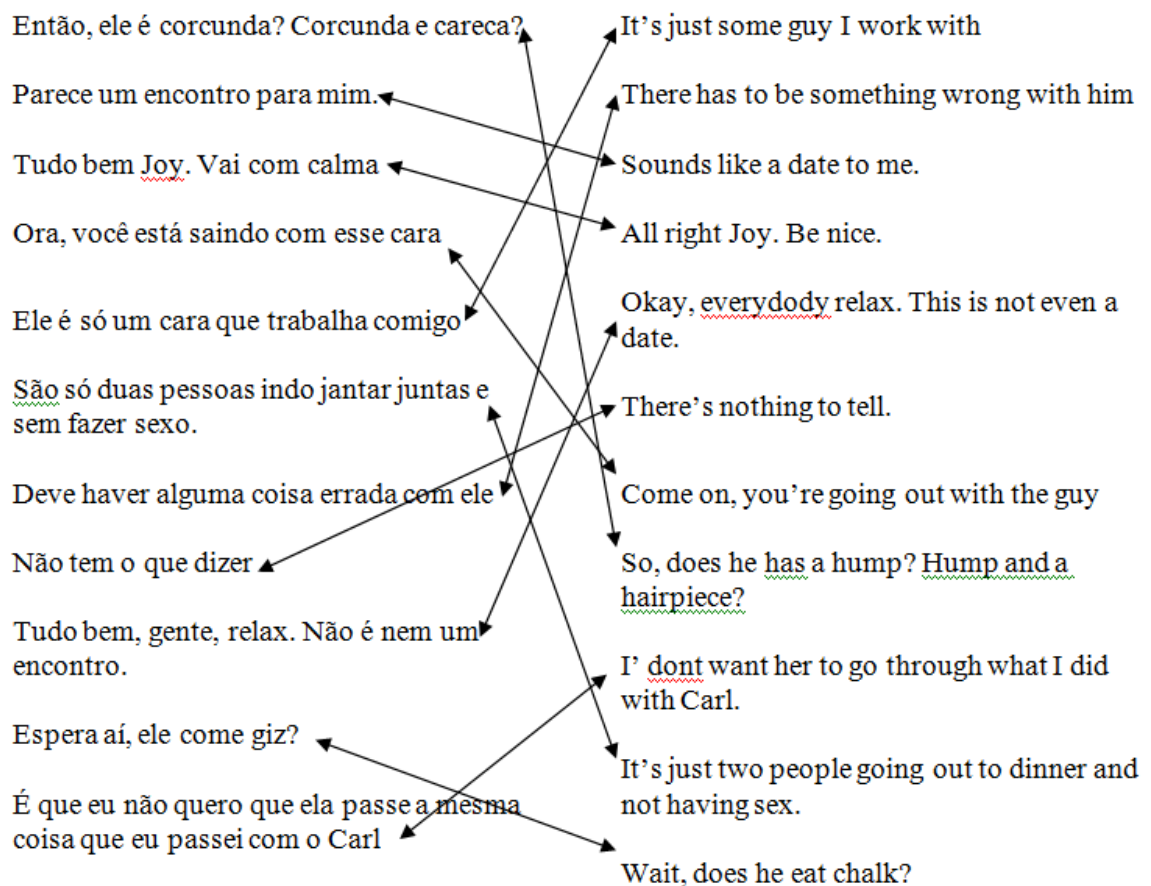 Então, ele é corcunda? Corcunda e careca?
Parece um encontro para mim.
Tudo bem Joy. Vai com calma
Ora, você está saindo com esse cara
Ele é só um cara que trabalha comigo
São só duas pessoas indo jantar juntas e
sem fazer sexo.
Deve haver alguma coisa errada com ele
Não tem o que dizer
Tudo bem, gente, relax. Não é nem um
encontro.
Espera aí, ele come giz?
É que eu não quero que ela passe a mesma
coisa que eu passei com o Carl
It's just some guy I work with
There has to be something wrong with him
Sounds like a date to me.
All right Joy. Be nice.
Okay, everydody relax. This is not even a
date.
There's nothing to tell.
Come on, you're going out with the guy
So, does he has a hump? Hump and a
hairpiece?
I' dont want her to go through what I did
with Carl.
It's just two people going out to dinner and
not having sex.
Wait, does he eat chalk?